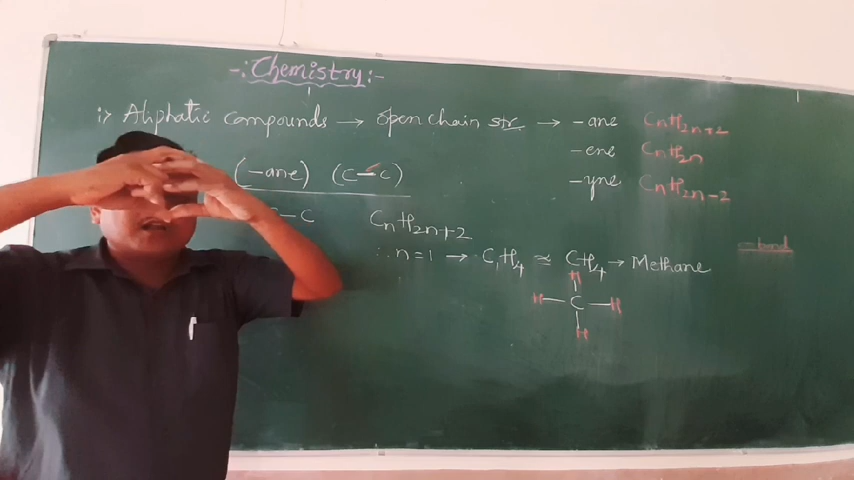 -: Chemistry :-
i> Aliphatic compounds → open chain str → -ane CnH2n+2
-ene CnH2n
-yne CnH2n-2
(-ane) (C-C)
-C
CnH2n+2
∴ n=1 → C1H4 ≈ CH4 → Methane
H
H-C-H
H